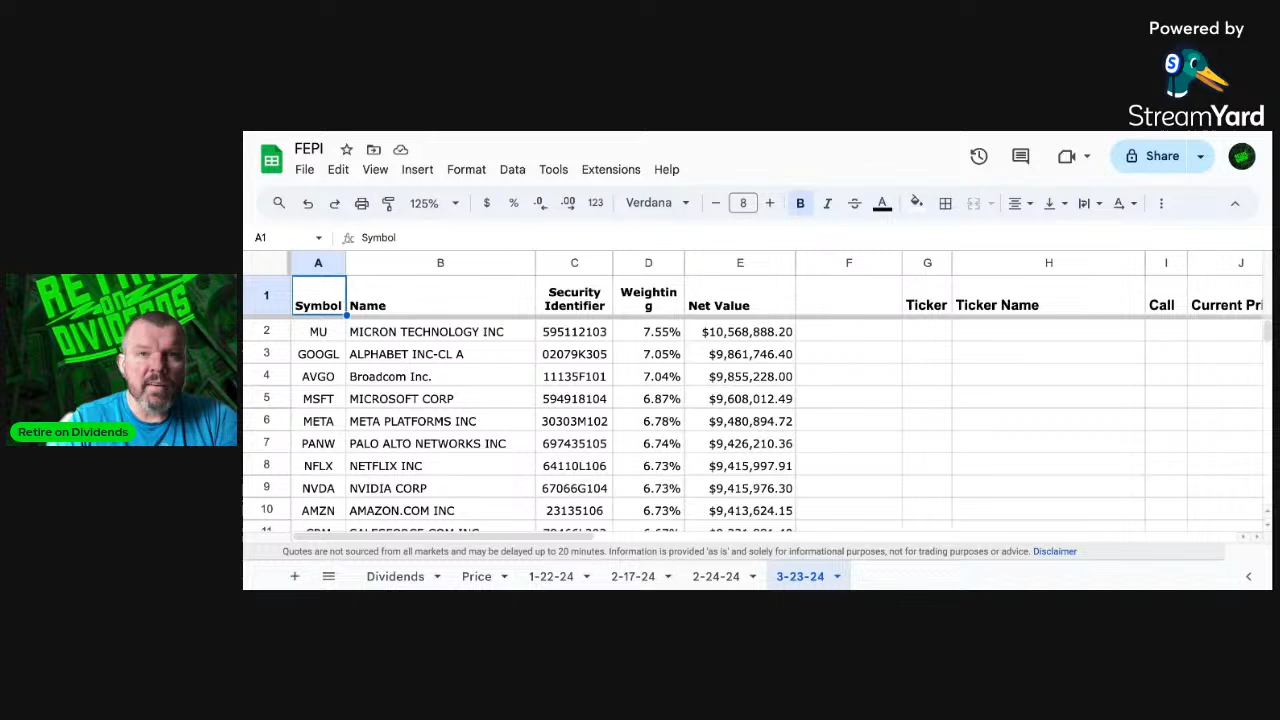 Powered by
S
StreamYard
FEPI
File Edit View Insert Format Data Tools Extensions Help
Share
125% $ % .0 .00 123 Verdana 8 B I A
A1 fx Symbol
A B C D E F G H I J
1 Symbol Name Security Identifier Weightin g Net Value Ticker Ticker Name Call Current Pri
2 MU MICRON TECHNOLOGY INC 595112103 7.55% $10,568,888.20
3 GOOGL ALPHABET INC-CL A 02079K305 7.05% $9,861,746.40
4 AVGO Broadcom Inc. 11135F101 7.04% $9,855,228.00
5 MSFT MICROSOFT CORP 594918104 6.87% $9,608,012.49
6 META META PLATFORMS INC 30303M102 6.78% $9,480,894.72
7 PANW PALO ALTO NETWORKS INC 697435105 6.74% $9,426,210.36
8 NFLX NETFLIX INC 64110L106 6.73% $9,415,997.91
9 NVDA NVIDIA CORP 67066G104 6.73% $9,415,976.30
10 AMZN AMAZON.COM INC 23135106 6.73% $9,413,624.15
Quotes are not sourced from all markets and may be delayed up to 20 minutes. Information is provided 'as is' and solely for informational purposes, not for trading purposes or advice. Disclaimer
Dividends Price 1-22-24 2-17-24 2-24-24 3-23-24
RETIRE
ON
DIVIDENDS
Retire on Dividends